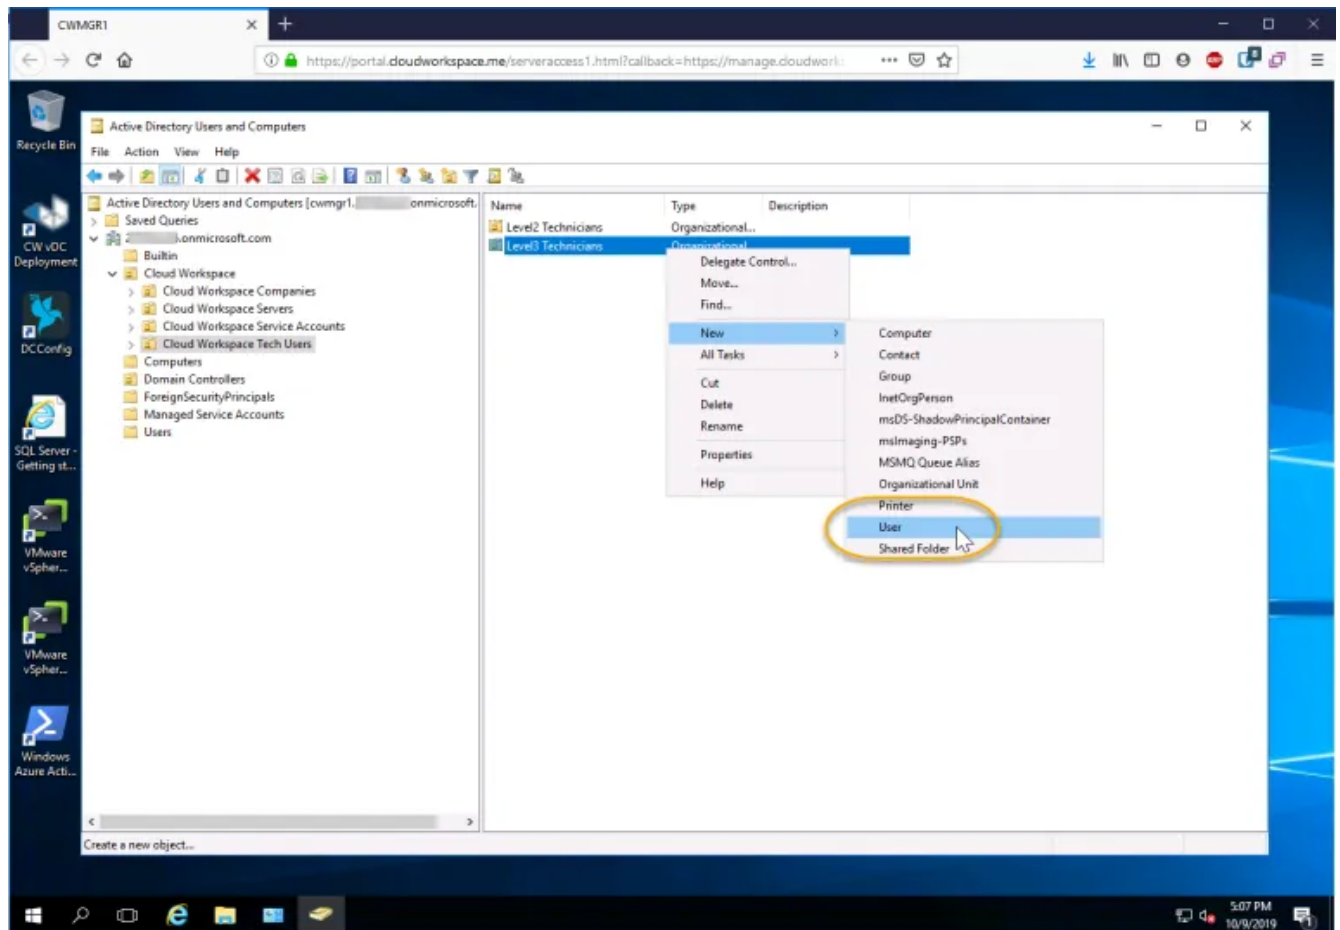 CWMGR1
https://portal.cloudworkspace.me/serveraccess1.html?callback=https://manage.cloudwork
Recycle Bin
Active Directory Users and Computers
File Action View Help
Active Directory Users and Computers [cwmgr1. onmicrosoft.
Saved Queries
2 .onmicrosoft.com
Builtin
Cloud Workspace
Cloud Workspace Companies
Cloud Workspace Servers
Cloud Workspace Service Accounts
Cloud Workspace Tech Users
Computers
Domain Controllers
ForeignSecurityPrincipals
Managed Service Accounts
Users
Name Type Description
Level2 Technicians Organizational...
Level3 Technicians Organizational
Delegate Control...
Move...
Find...
New
All Tasks
Cut
Delete
Rename
Properties
Help
Computer
Contact
Group
InetOrgPerson
msDS-ShadowPrincipalContainer
msImaging-PSPs
MSMQ Queue Alias
Organizational Unit
Printer
User
Shared Folder
CW vDC
Deployment
DCConfig
SQL Server -
Getting st...
VMware
vSpher...
VMware
vSpher...
Windows
Azure Acti...
Create a new object...
5:07 PM
10/9/2019